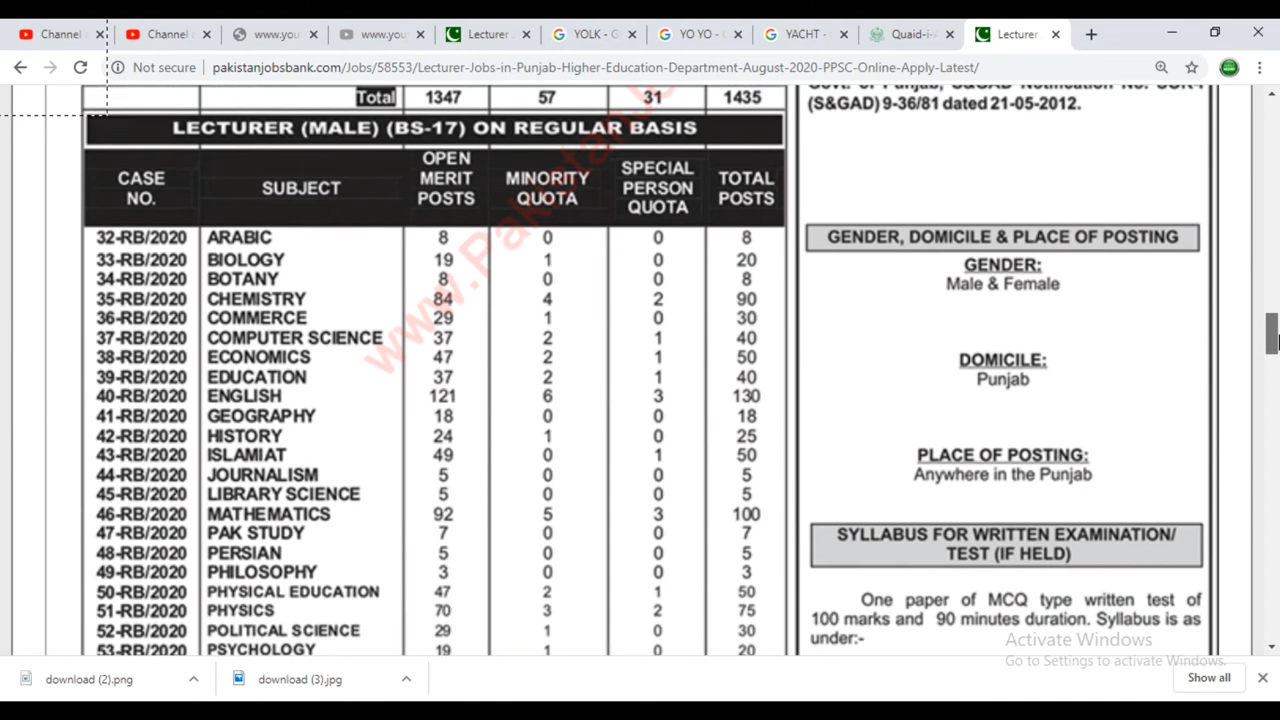 Channel
Channel
www.you
www.you
Lecturer
YOLK - G
YO YO - G
YACHT -
Quaid-i-A
Lecturer
Not secure
pakistanjobsbank.com/Jobs/58553/Lecturer-Jobs-in-Punjab-Higher-Education-Department-August-2020-PPSC-Online-Apply-Latest/
Total 1347 57 31 1435
LECTURER (MALE) (BS-17) ON REGULAR BASIS
CASE NO. SUBJECT OPEN MERIT POSTS MINORITY QUOTA SPECIAL PERSON QUOTA TOTAL POSTS
32-RB/2020 ARABIC 8 0 0 8
33-RB/2020 BIOLOGY 19 1 0 20
34-RB/2020 BOTANY 8 0 0 8
35-RB/2020 CHEMISTRY 84 4 2 90
36-RB/2020 COMMERCE 29 1 0 30
37-RB/2020 COMPUTER SCIENCE 37 2 1 40
38-RB/2020 ECONOMICS 47 2 1 50
39-RB/2020 EDUCATION 37 2 1 40
40-RB/2020 ENGLISH 121 6 3 130
41-RB/2020 GEOGRAPHY 18 0 0 18
42-RB/2020 HISTORY 24 1 0 25
43-RB/2020 ISLAMIAT 49 0 1 50
44-RB/2020 JOURNALISM 5 0 0 5
45-RB/2020 LIBRARY SCIENCE 5 0 0 5
46-RB/2020 MATHEMATICS 92 5 3 100
47-RB/2020 PAK STUDY 7 0 0 7
48-RB/2020 PERSIAN 5 0 0 5
49-RB/2020 PHILOSOPHY 3 0 0 3
50-RB/2020 PHYSICAL EDUCATION 47 2 1 50
51-RB/2020 PHYSICS 70 3 2 75
52-RB/2020 POLITICAL SCIENCE 29 1 0 30
53-RB/2020 PSYCHOLOGY 19 1 0 20
www.Pakistan
(S&GAD) 9-36/81 dated 21-05-2012.
GENDER, DOMICILE & PLACE OF POSTING
GENDER:
Male & Female
DOMICILE:
Punjab
PLACE OF POSTING:
Anywhere in the Punjab
SYLLABUS FOR WRITTEN EXAMINATION/
TEST (IF HELD)
One paper of MCQ type written test of
100 marks and 90 minutes duration. Syllabus is as
under:-
Activate Windows
Go to Settings to activate Windows.
download (2).png
download (3).jpg
Show all